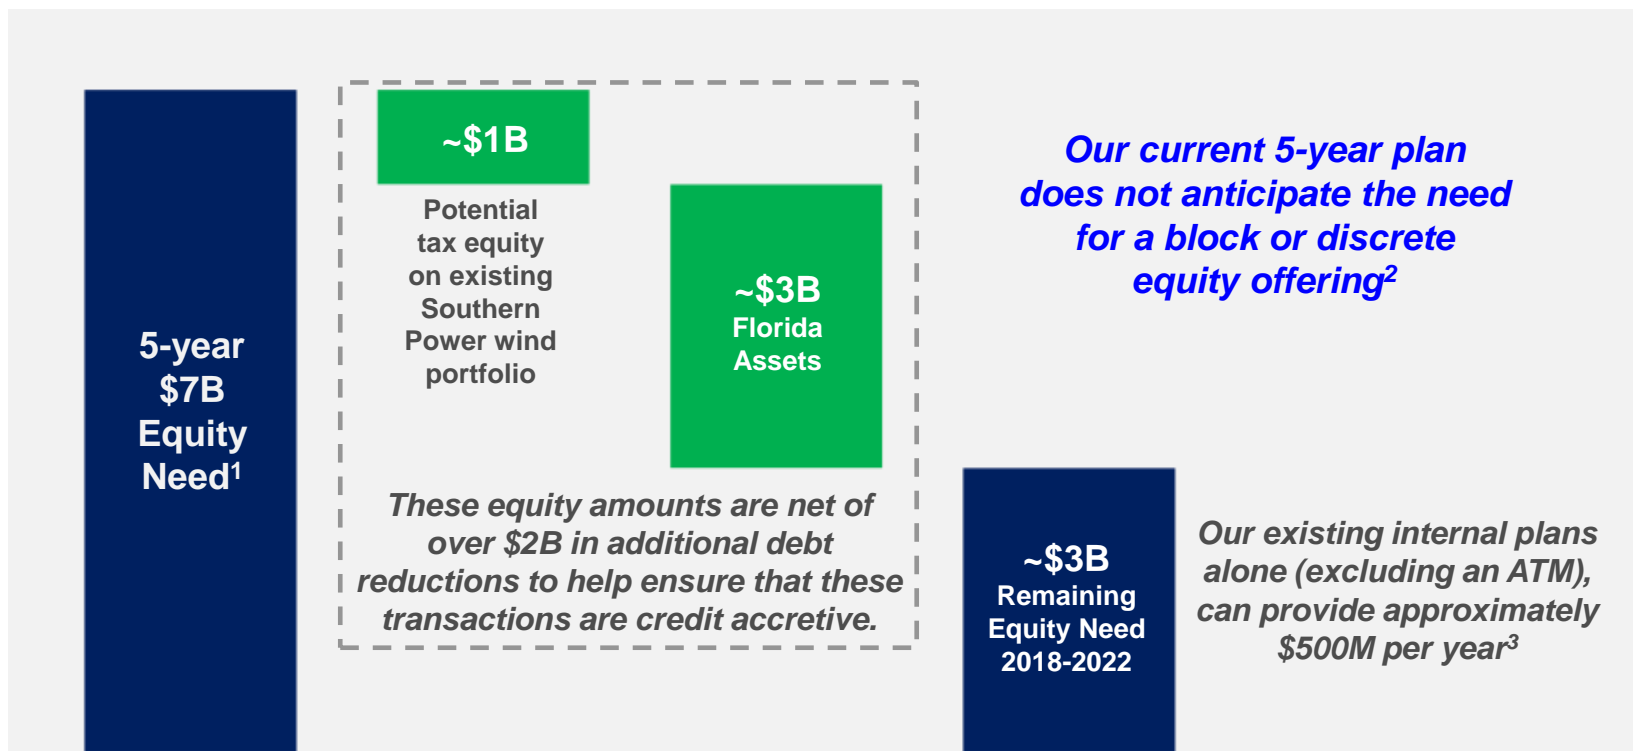 5-year
$7B
Equity
Need¹
~$1B
Potential
tax equity
on existing
Southern
Power wind
portfolio
~$3B
Florida
Assets
These equity amounts are net of
over $2B in additional debt
reductions to help ensure that these
transactions are credit accretive.
Our current 5-year plan
does not anticipate the need
for a block or discrete
equity offering²
~$3B
Remaining
Equity Need
2018-2022
Our existing internal plans
alone (excluding an ATM),
can provide approximately
$500M per year³